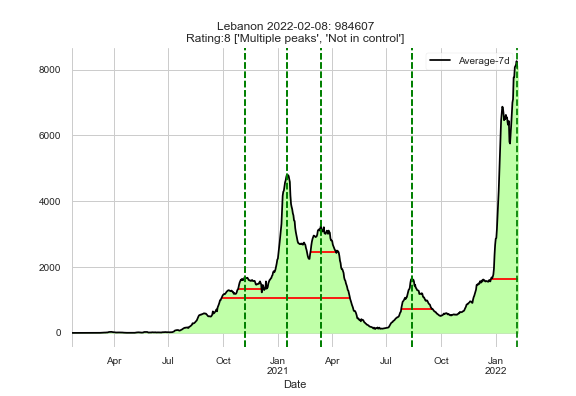 Lebanon 2022-02-08: 984607
Rating:8 ['Multiple peaks', 'Not in control']
Average-7d
8000
6000
4000
2000
0
Apr
Jul
Oct
Jan
2021
Apr
Jul
Oct
Jan
2022
Date